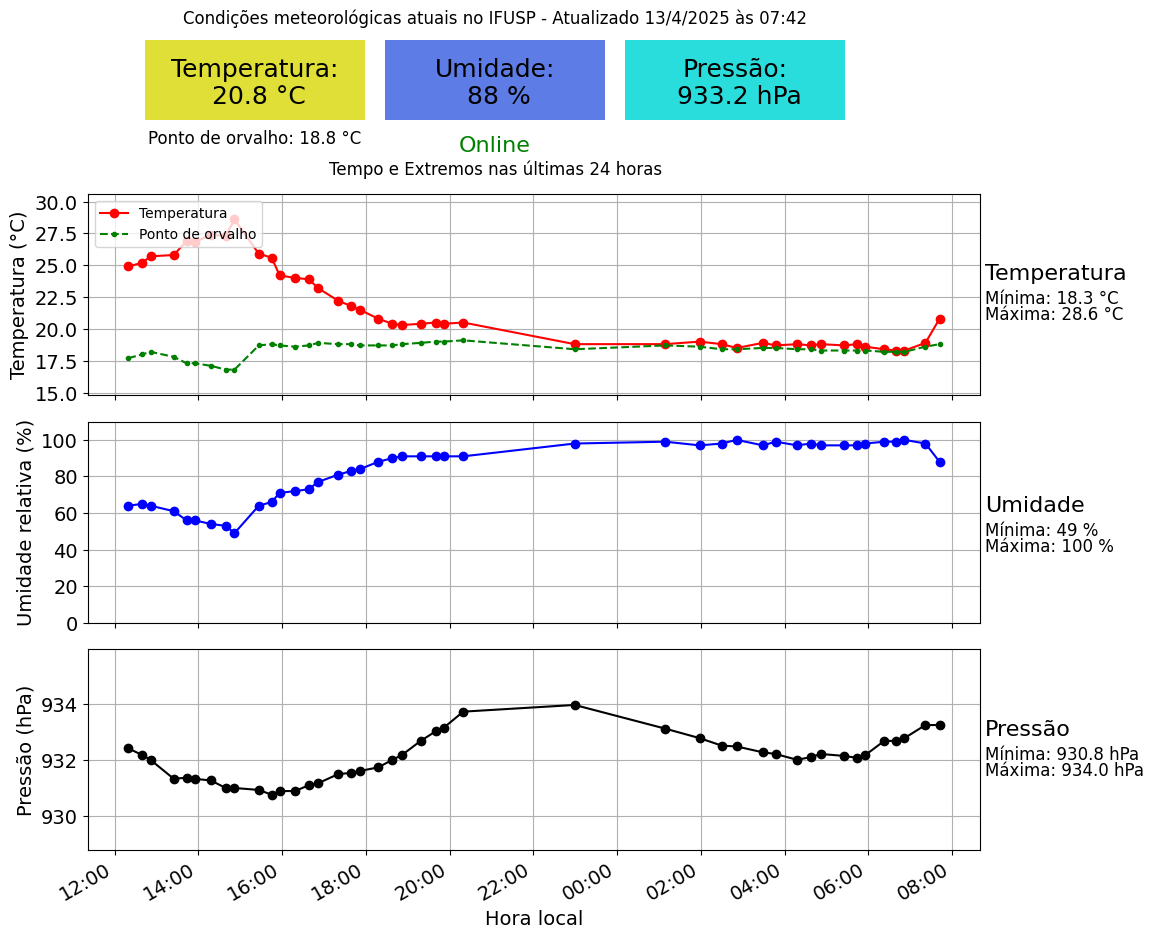 Condições meteorológicas atuais no IFUSP - Atualizado 13/4/2025 às 07:42
Temperatura:
20.8 °C
Umidade:
88 %
Pressão:
933.2 hPa
Ponto de orvalho: 18.8 °C
Online
Tempo e Extremos nas últimas 24 horas
Temperatura (°C)
30.0
27.5
25.0
22.5
20.0
17.5
15.0
Temperatura
Ponto de orvalho
Temperatura
Mínima: 18.3 °C
Máxima: 28.6 °C
Umidade relativa (%)
100
80
60
40
20
0
Umidade
Mínima: 49 %
Máxima: 100 %
Pressão (hPa)
934
932
930
Pressão
Mínima: 930.8 hPa
Máxima: 934.0 hPa
12:00
14:00
16:00
18:00
20:00
22:00
00:00
02:00
04:00
06:00
08:00
Hora local